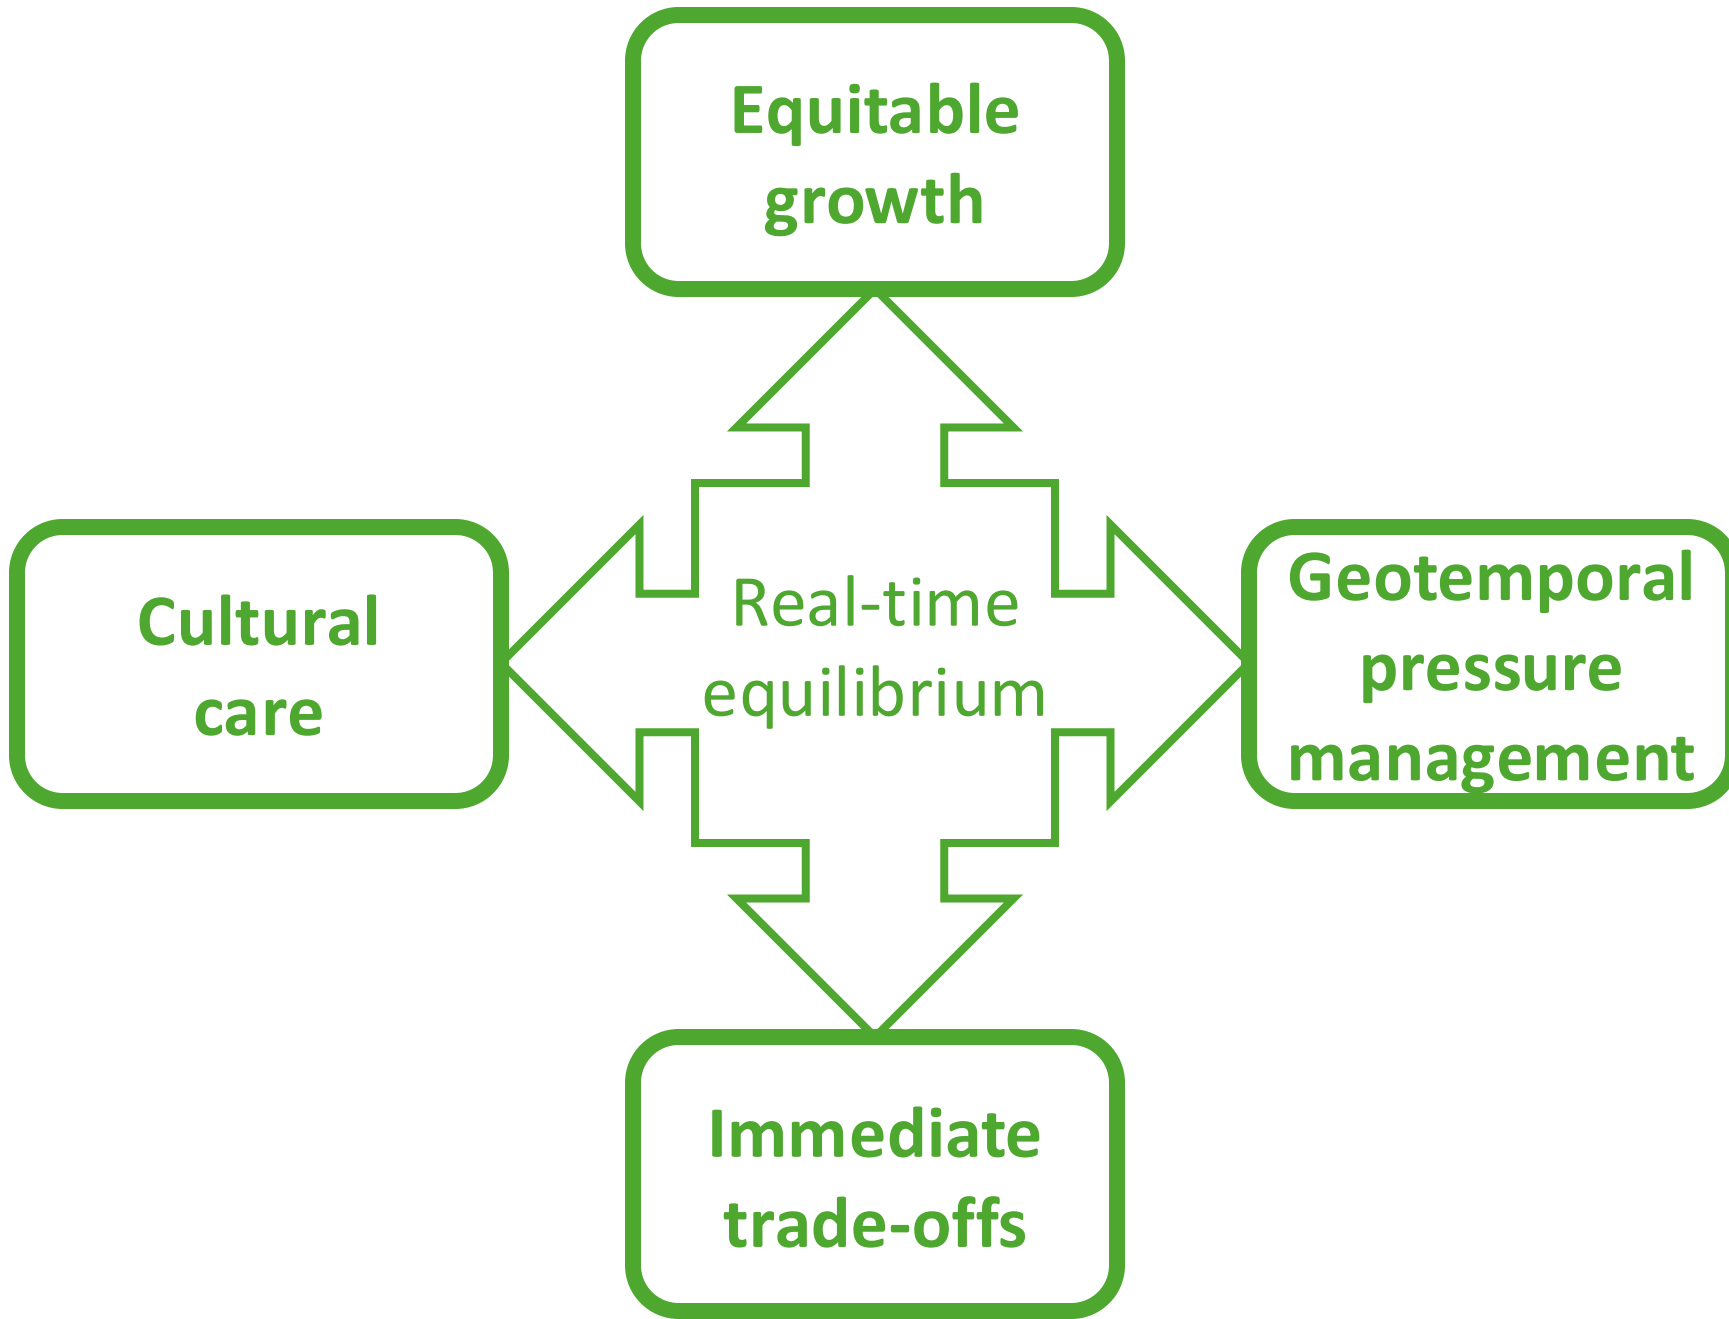 Equitable
growth
Cultural
care
Real-time
equilibrium
Geotemporal
pressure
management
Immediate
trade-offs